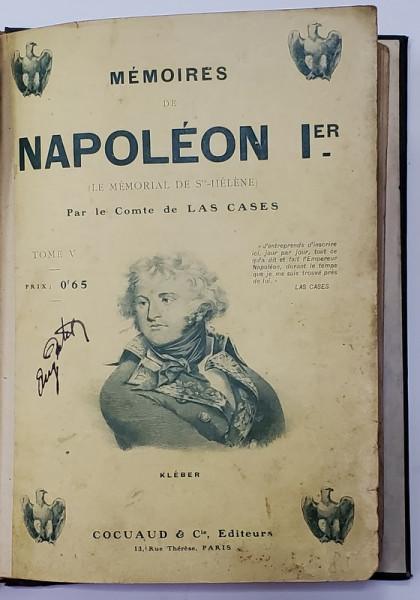 MÉMOIRES
DE
NAPOLÉON IER
(LE MÉMORIAL DE STE-HÉLÈNE)
Par le Comte de LAS CASES
TOME V
PRIX: 0f65
« J'entreprends d'inscrire
ici, jour par jour, tout ce
qu'a dit et fait l'Empereur
Napoléon, durant le temps
que je me suis trouvé près
de lui. »
LAS CASES.
KLÉBER
COCUAUD & Cie, Editeurs
13, Rue Thérèse, PARIS